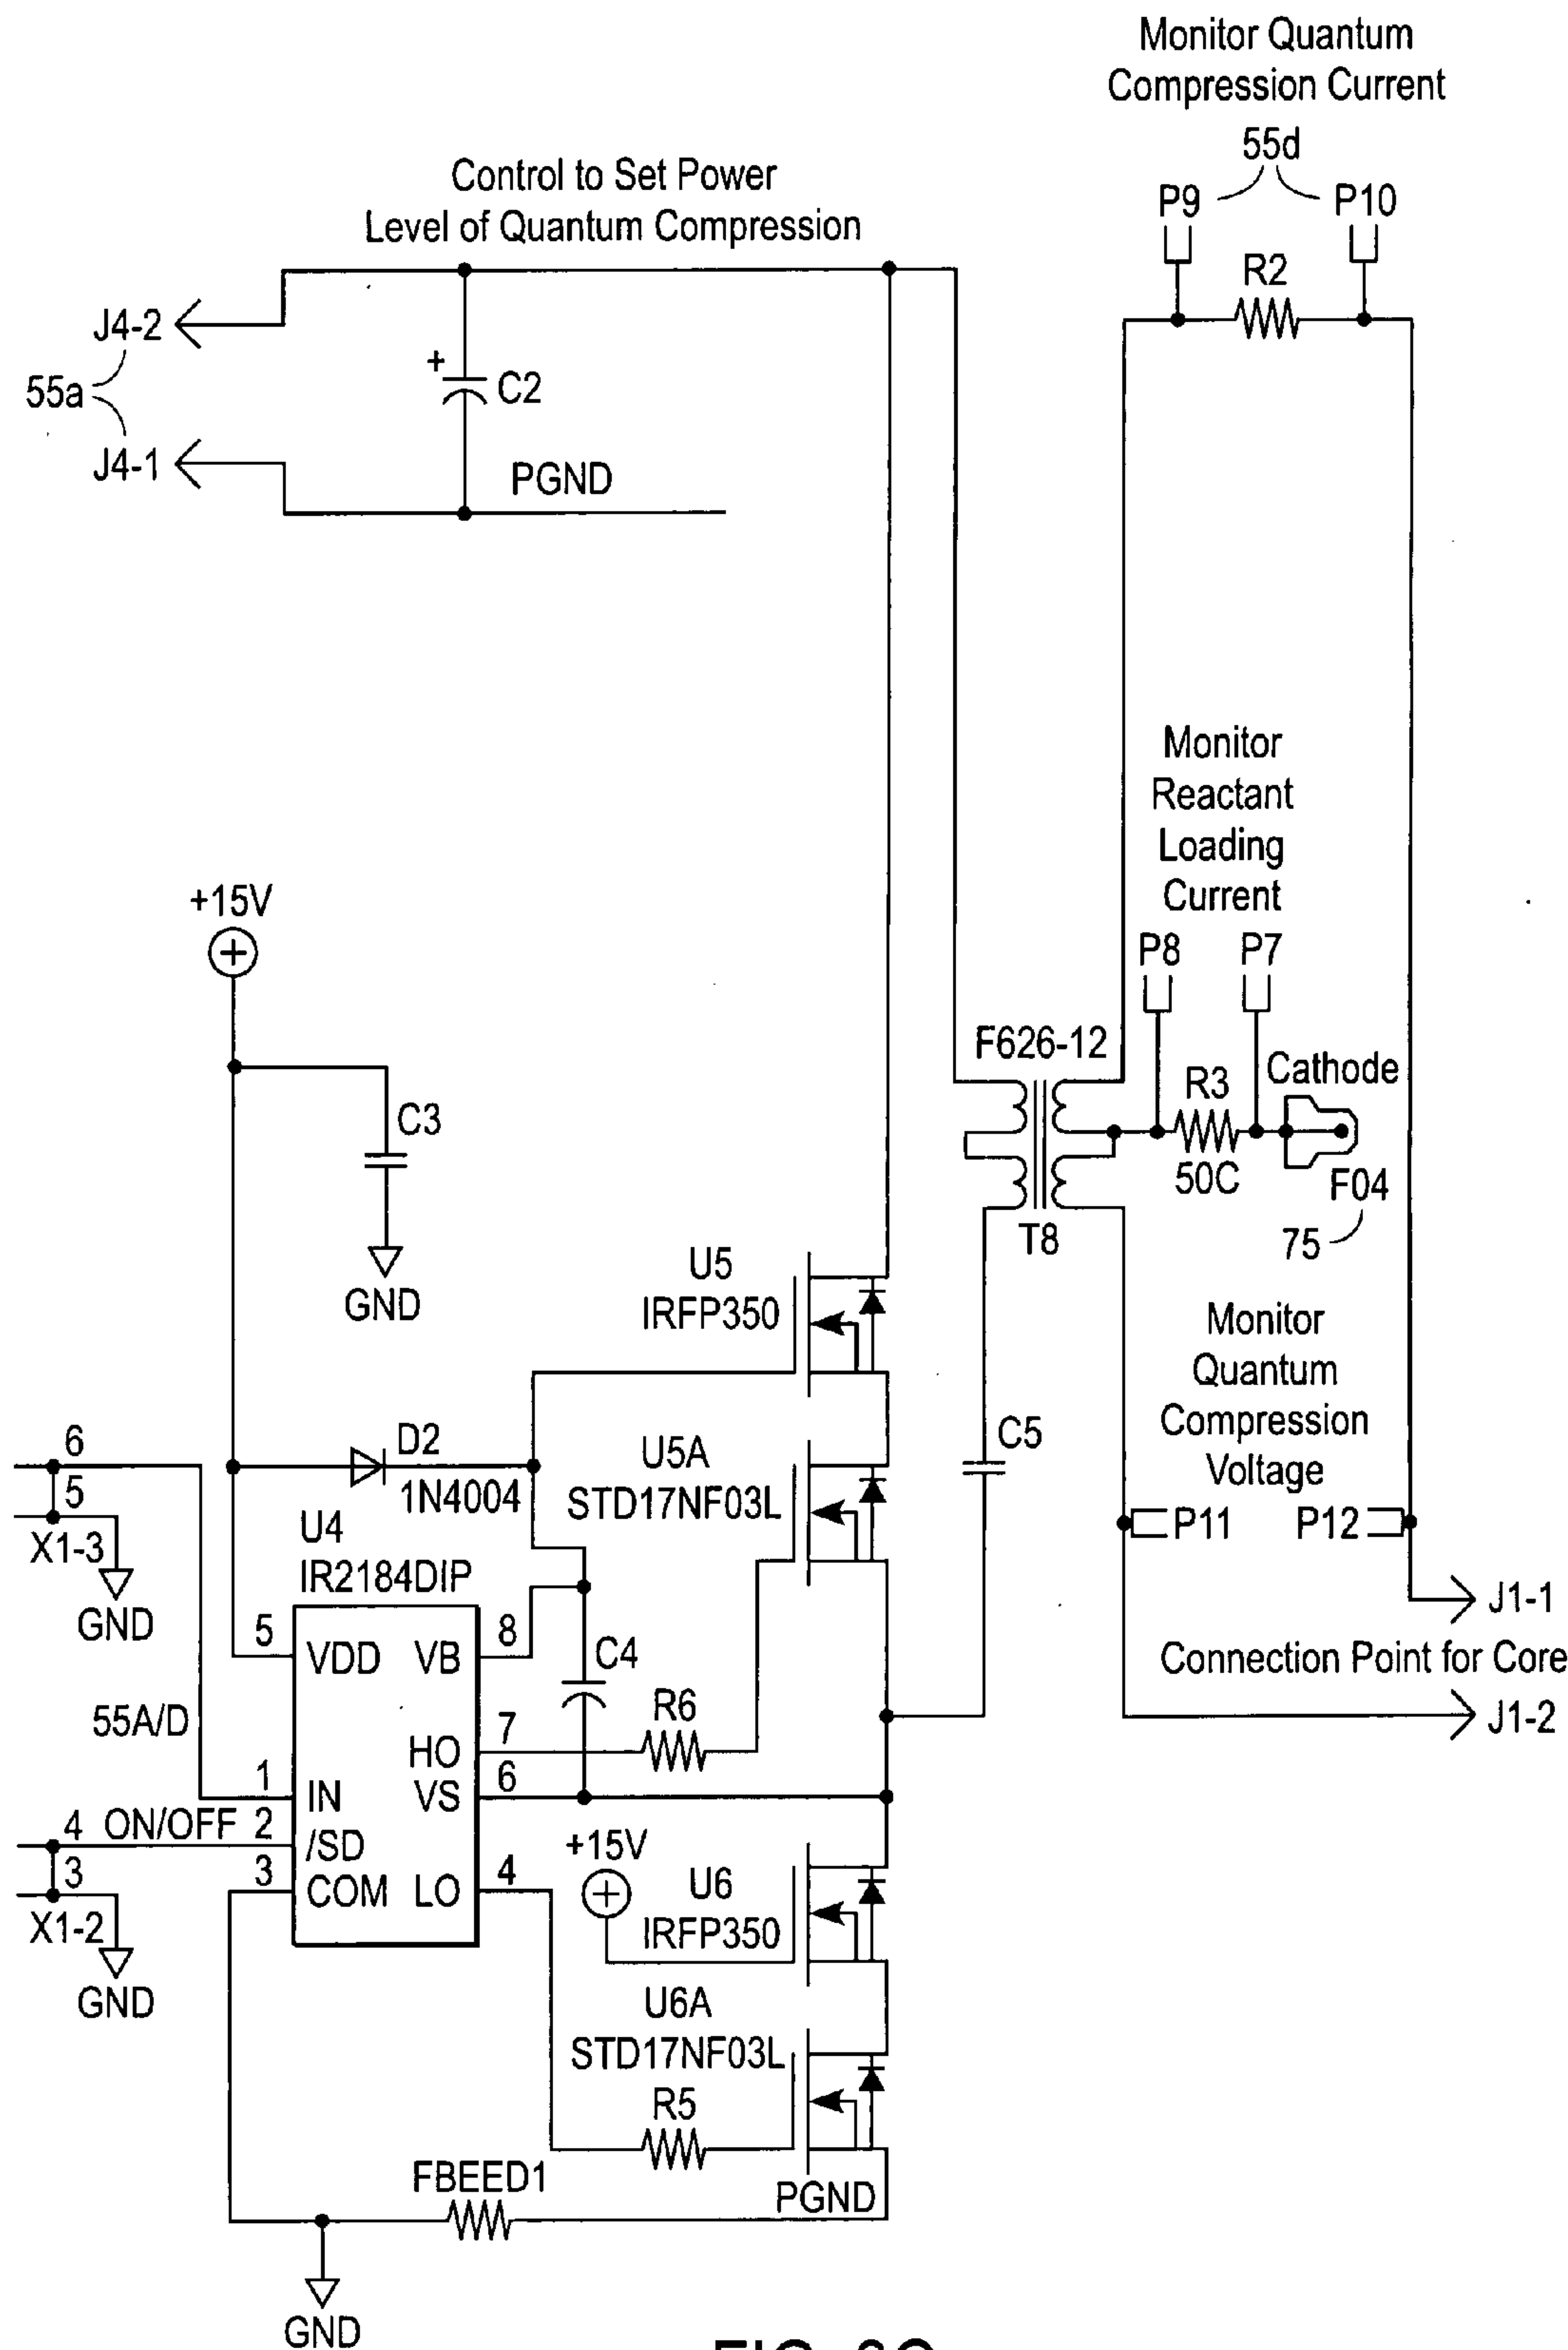 Monitor Quantum
Compression Current
55d
P9
P10
R2
Control to Set Power
Level of Quantum Compression
J4-2
55a
J4-1
+
C2
PGND
Monitor
Reactant
Loading
Current
P8
P7
+15V
+
F626-12
R3
Cathode
C3
50C
F04
T8
75
GND
U5
IRFP350
Monitor
Quantum
Compression
Voltage
6
5
X1-3
GND
D2
1N4004
U5A
STD17NF03L
C5
P11
P12
U4
IR2184DIP
J1-1
Connection Point for Core
J1-2
5
VDD
VB
8
C4
55A/D
R6
HO
7
1
IN
VS
6
4
ON/OFF
2
/SD
3
3
COM
LO
4
X1-2
GND
+15V
+
U6
IRFP350
U6A
STD17NF03L
R5
FBEED1
PGND
GND